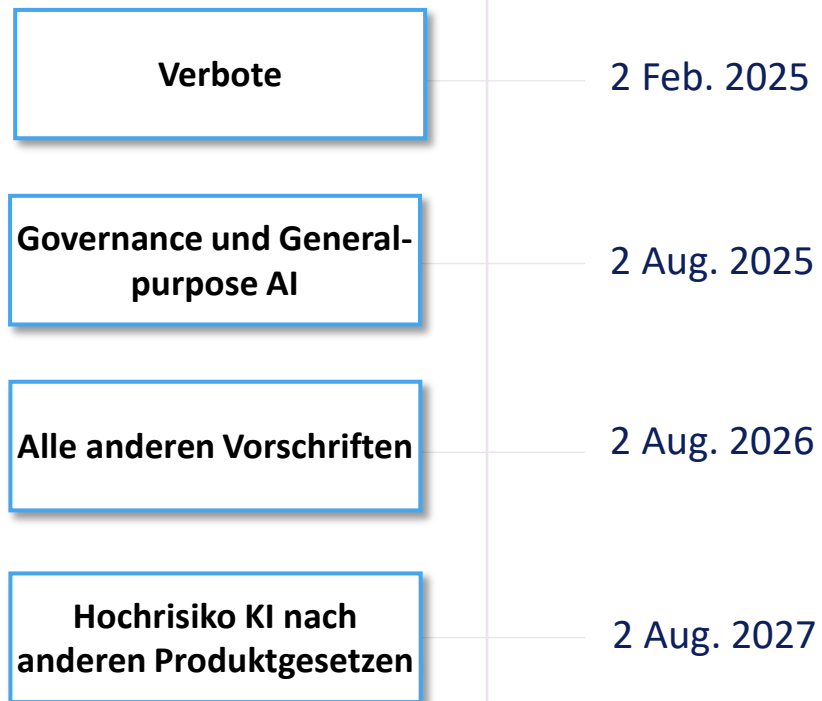 Verbote
2 Feb. 2025
Governance und General-
purpose AI
2 Aug. 2025
Alle anderen Vorschriften
2 Aug. 2026
Hochrisiko KI nach
anderen Produktgesetzen
2 Aug. 2027